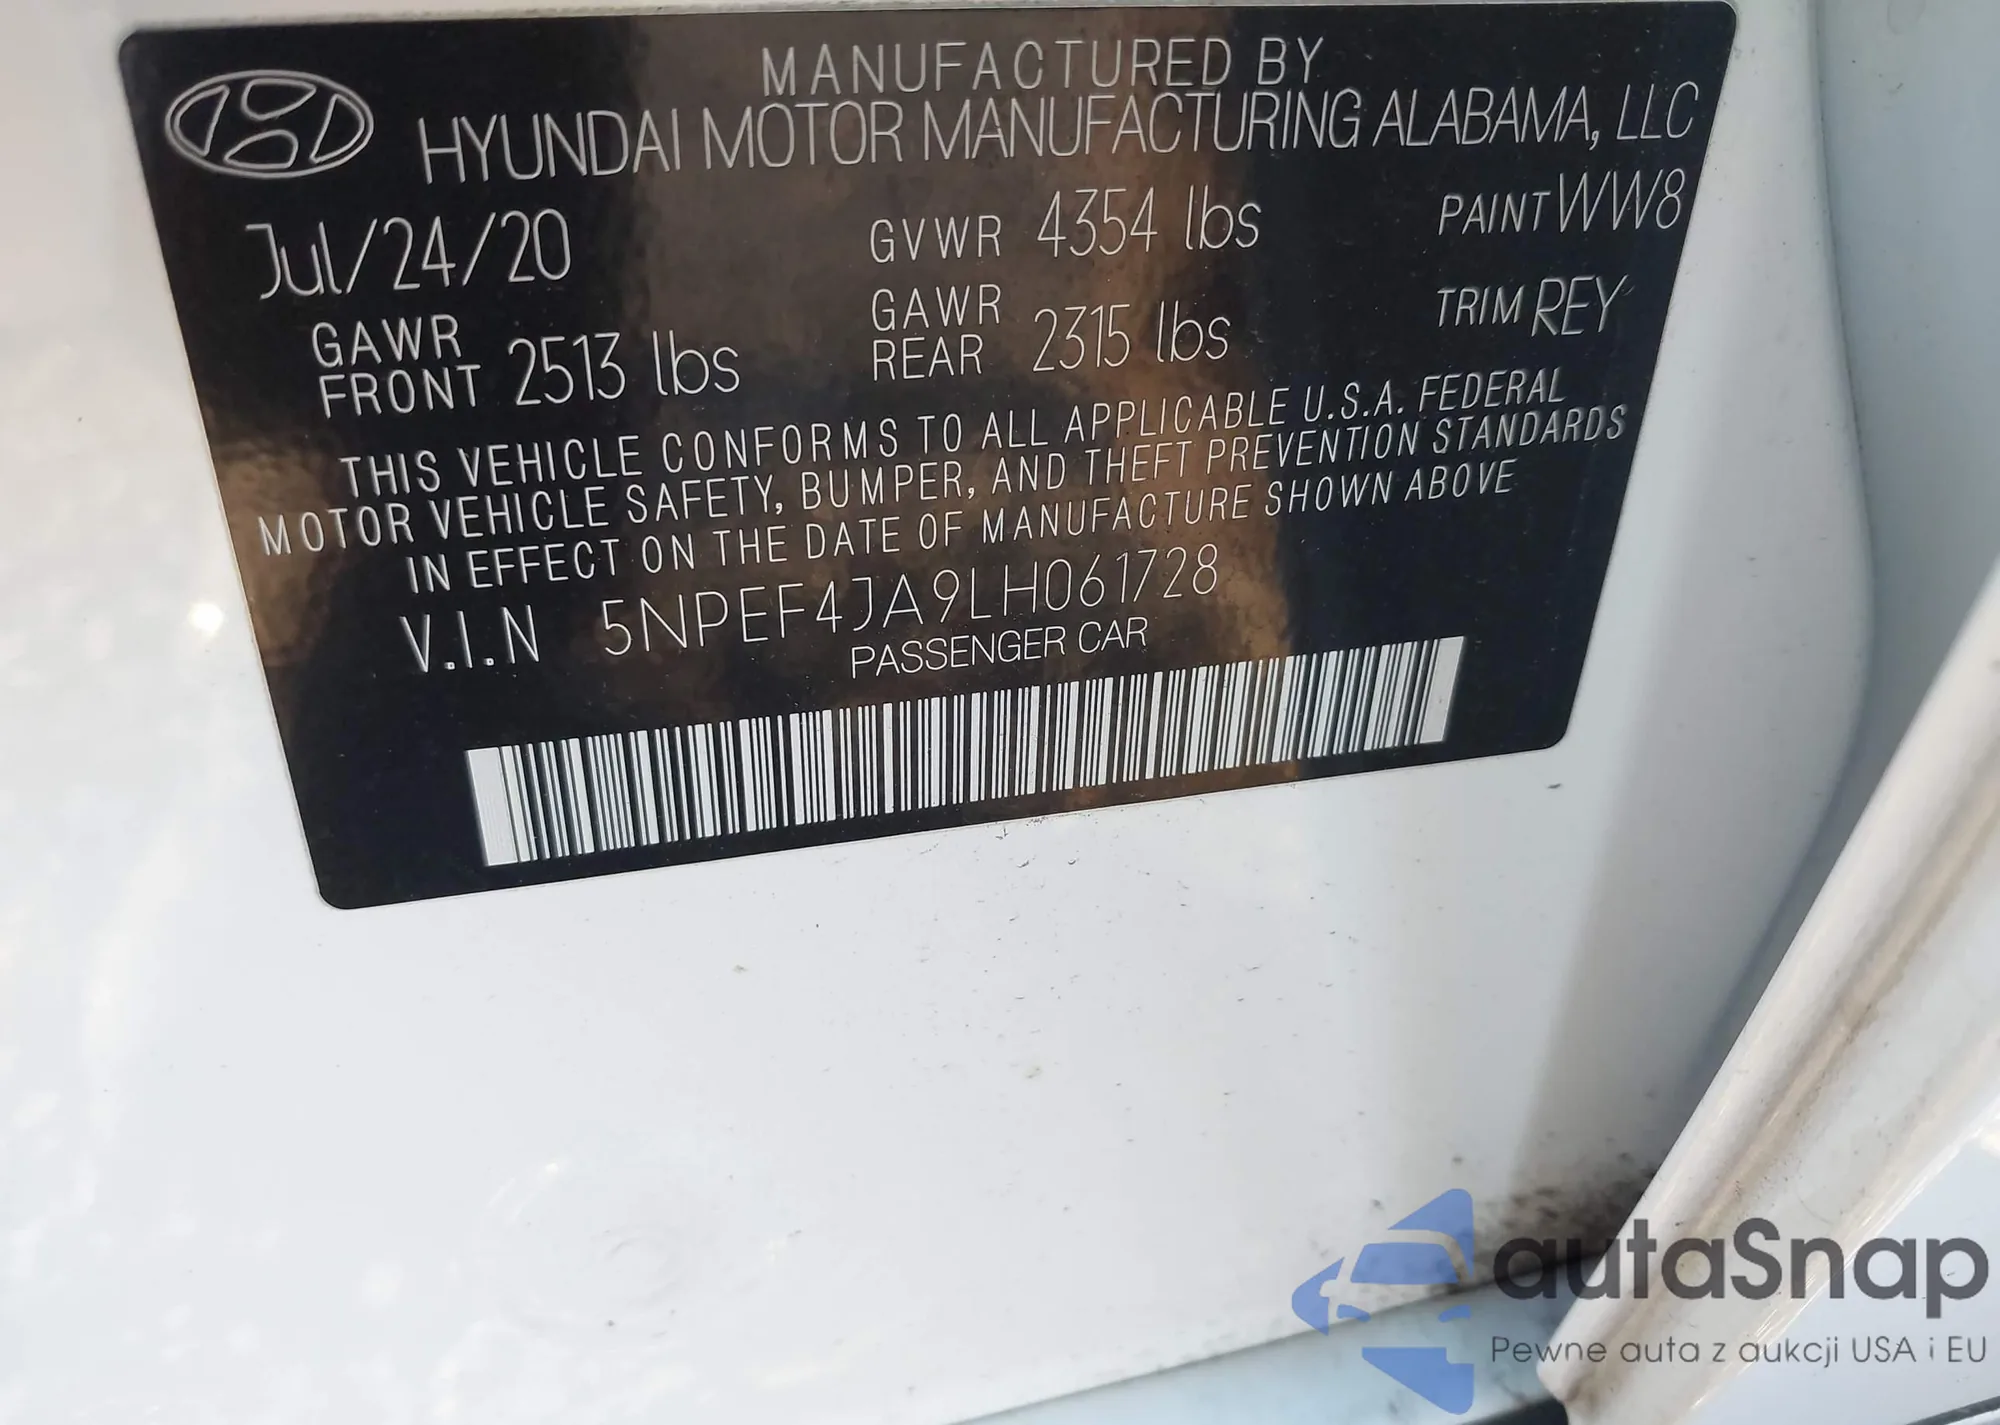 MANUFACTURED BY
HYUNDAI MOTOR MANUFACTURING ALABAMA, LLC
Jul/24/20 GVWR 4354 lbs PAINT WW8
GAWR FRONT 2513 lbs GAWR REAR 2315 lbs TRIM REY
THIS VEHICLE CONFORMS TO ALL APPLICABLE U.S.A. FEDERAL
MOTOR VEHICLE SAFETY, BUMPER, AND THEFT PREVENTION STANDARDS
IN EFFECT ON THE DATE OF MANUFACTURE SHOWN ABOVE
V.I.N 5NPEF4JA9LH061728
PASSENGER CAR
autaSnap
Pewne auta z aukcji USA i EU